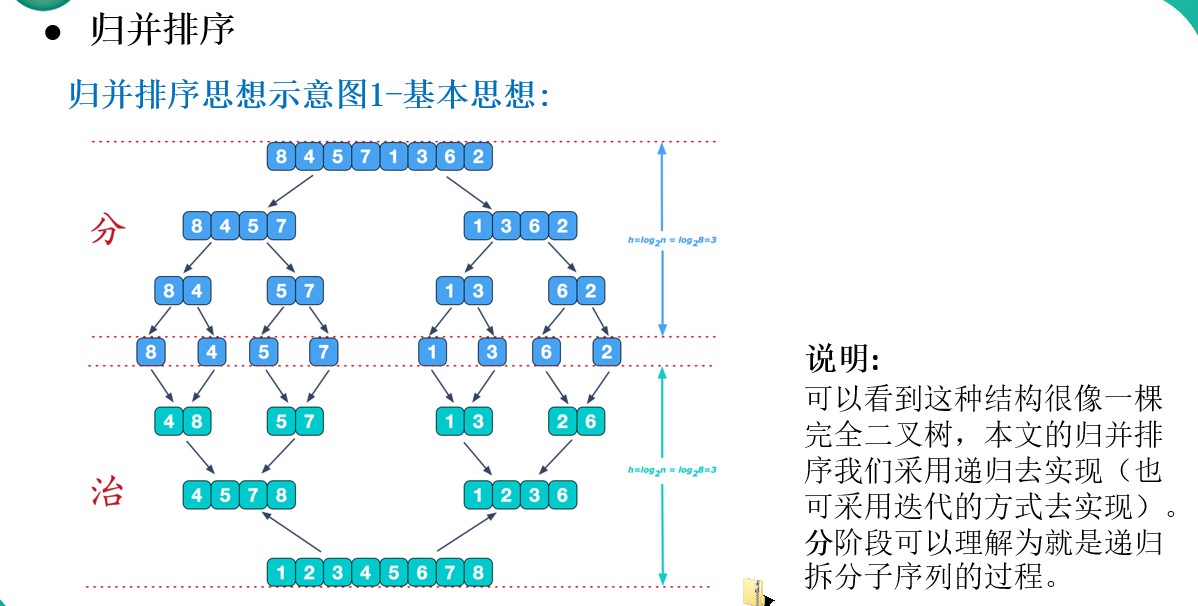 ● 归并排序
归并排序思想示意图1-基本思想:
8 4 5 7 1 3 6 2
分
8 4 5 7 1 3 6 2
h=log2n = log28=3
8 4 5 7 1 3 6 2
8 4 5 7 1 3 6 2
4 8 5 7 1 3 2 6
h=log2n = log28=3
治
4 5 7 8 1 2 3 6
1 2 3 4 5 6 7 8
说明:
可以看到这种结构很像一棵
完全二叉树，本文的归并排
序我们采用递归去实现（也
可采用迭代的方式去实现）。
分阶段可以理解为就是递归
拆分子序列的过程。